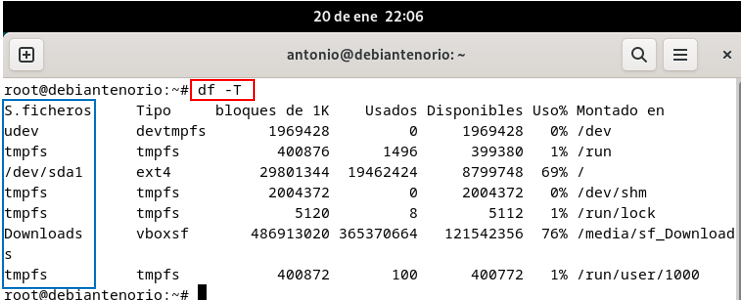 20 de ene 22:06
antonio@debiantenorio: ~
root@debiantenorio:~# df -T
S.ficheros     Tipo     bloques de 1K    Usados Disponibles Uso% Montado en
udev           devtmpfs       1969428         0     1969428   0% /dev
tmpfs          tmpfs           400876      1496      399380   1% /run
/dev/sda1      ext4          29801344  19462424     8799748  69% /
tmpfs          tmpfs          2004372         0     2004372   0% /dev/shm
tmpfs          tmpfs             5120         8        5112   1% /run/lock
Downloads      vboxsf       486913020 365370664   121542356  76% /media/sf_Download
s
tmpfs          tmpfs           400872       100      400772   1% /run/user/1000
root@debiantenorio:~#